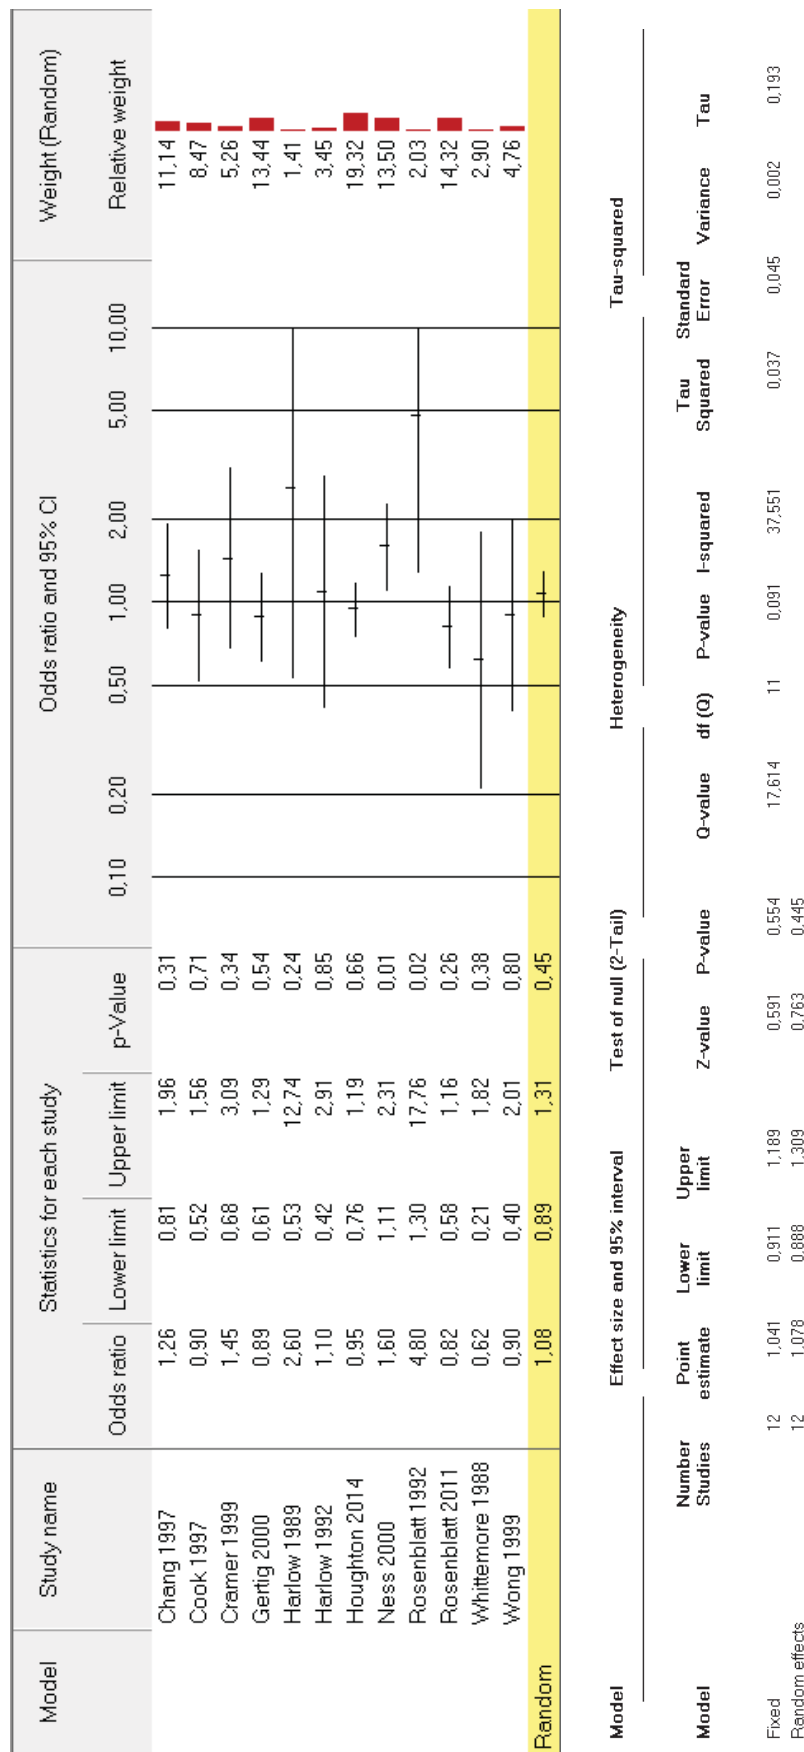 Model Study name Statistics for each study Odds ratio and 95% CI Weight (Random)
Odds ratio Lower limit Upper limit p-Value 0,10 0,20 0,50 1,00 2,00 5,00 10,00 Relative weight
Chang 1997 1,26 0,81 1,96 0,31 11,14
Cook 1997 0,90 0,52 1,56 0,71 8,47
Cramer 1999 1,45 0,68 3,09 0,34 5,26
Gertig 2000 0,89 0,61 1,29 0,54 13,44
Harlow 1989 2,60 0,53 12,74 0,24 1,41
Harlow 1992 1,10 0,42 2,91 0,85 3,45
Houghton 2014 0,95 0,76 1,19 0,66 19,32
Ness 2000 1,60 1,11 2,31 0,01 13,50
Rosenblatt 1992 4,80 1,30 17,76 0,02 2,03
Rosenblatt 2011 0,82 0,58 1,16 0,26 14,32
Whittemore 1988 0,62 0,21 1,82 0,38 2,90
Wong 1999 0,90 0,40 2,01 0,80 4,76
Random 1,08 0,89 1,31 0,45
Model Effect size and 95% interval Test of null (2-Tail) Heterogeneity Tau-squared
Model Number Studies Point estimate Lower limit Upper limit Z-value P-value Q-value df (Q) P-value I-squared Tau Squared Standard Error Variance Tau
Fixed 12 1,041 0,911 1,189 0,591 0,554 17,614 11 0,091 37,551 0,037 0,045 0,002 0,193
Random effects 12 1,078 0,888 1,309 0,763 0,445